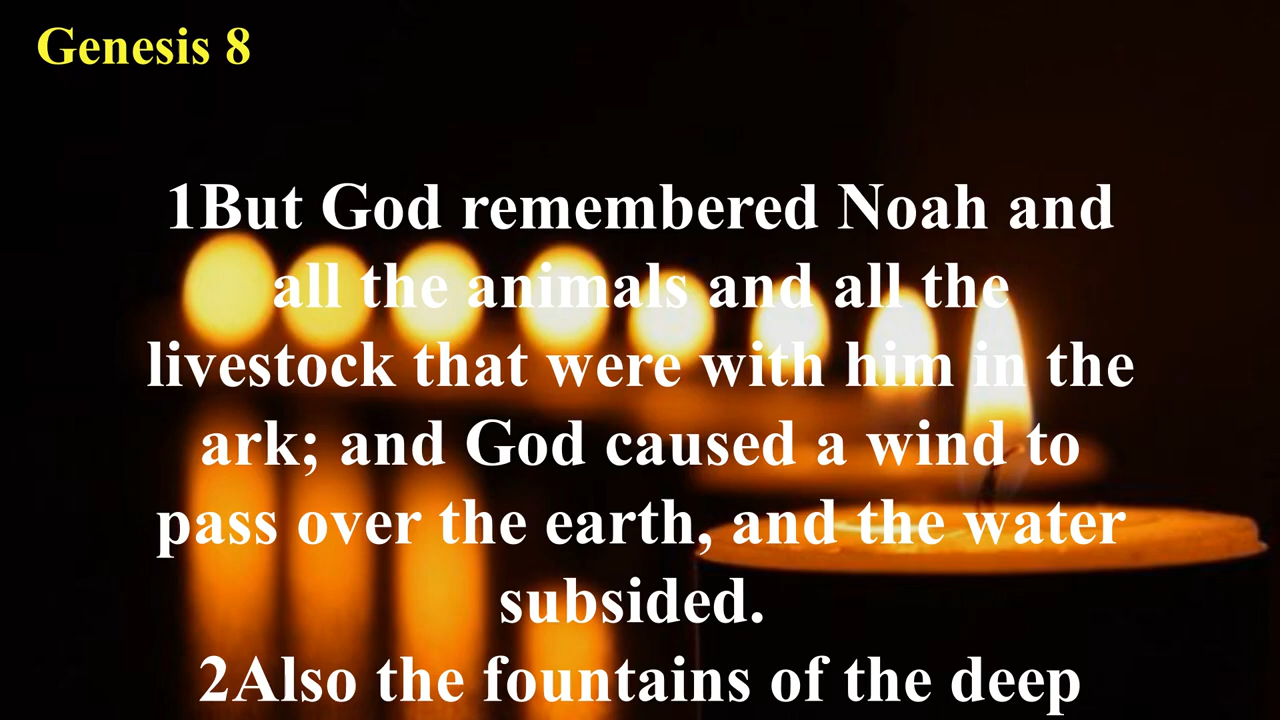 Genesis 8
1But God remembered Noah and
all the animals and all the
livestock that were with him in the
ark; and God caused a wind to
pass over the earth, and the water
subsided.
2Also the fountains of the deep